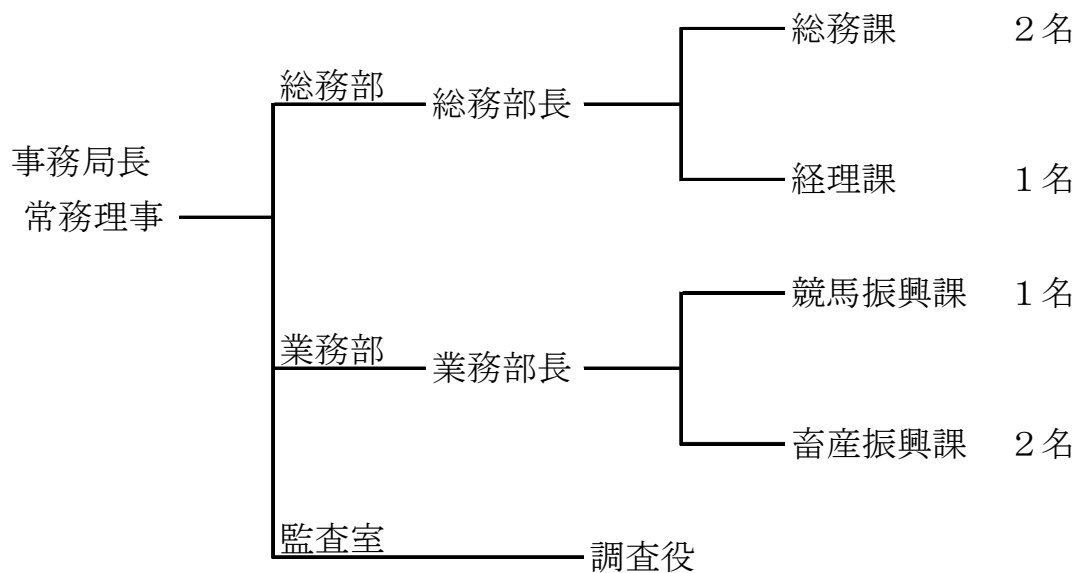 総務課　２名
総務部
総務部長
事務局長
経理課　１名
常務理事
競馬振興課　１名
業務部
業務部長
畜産振興課　２名
監査室
調査役